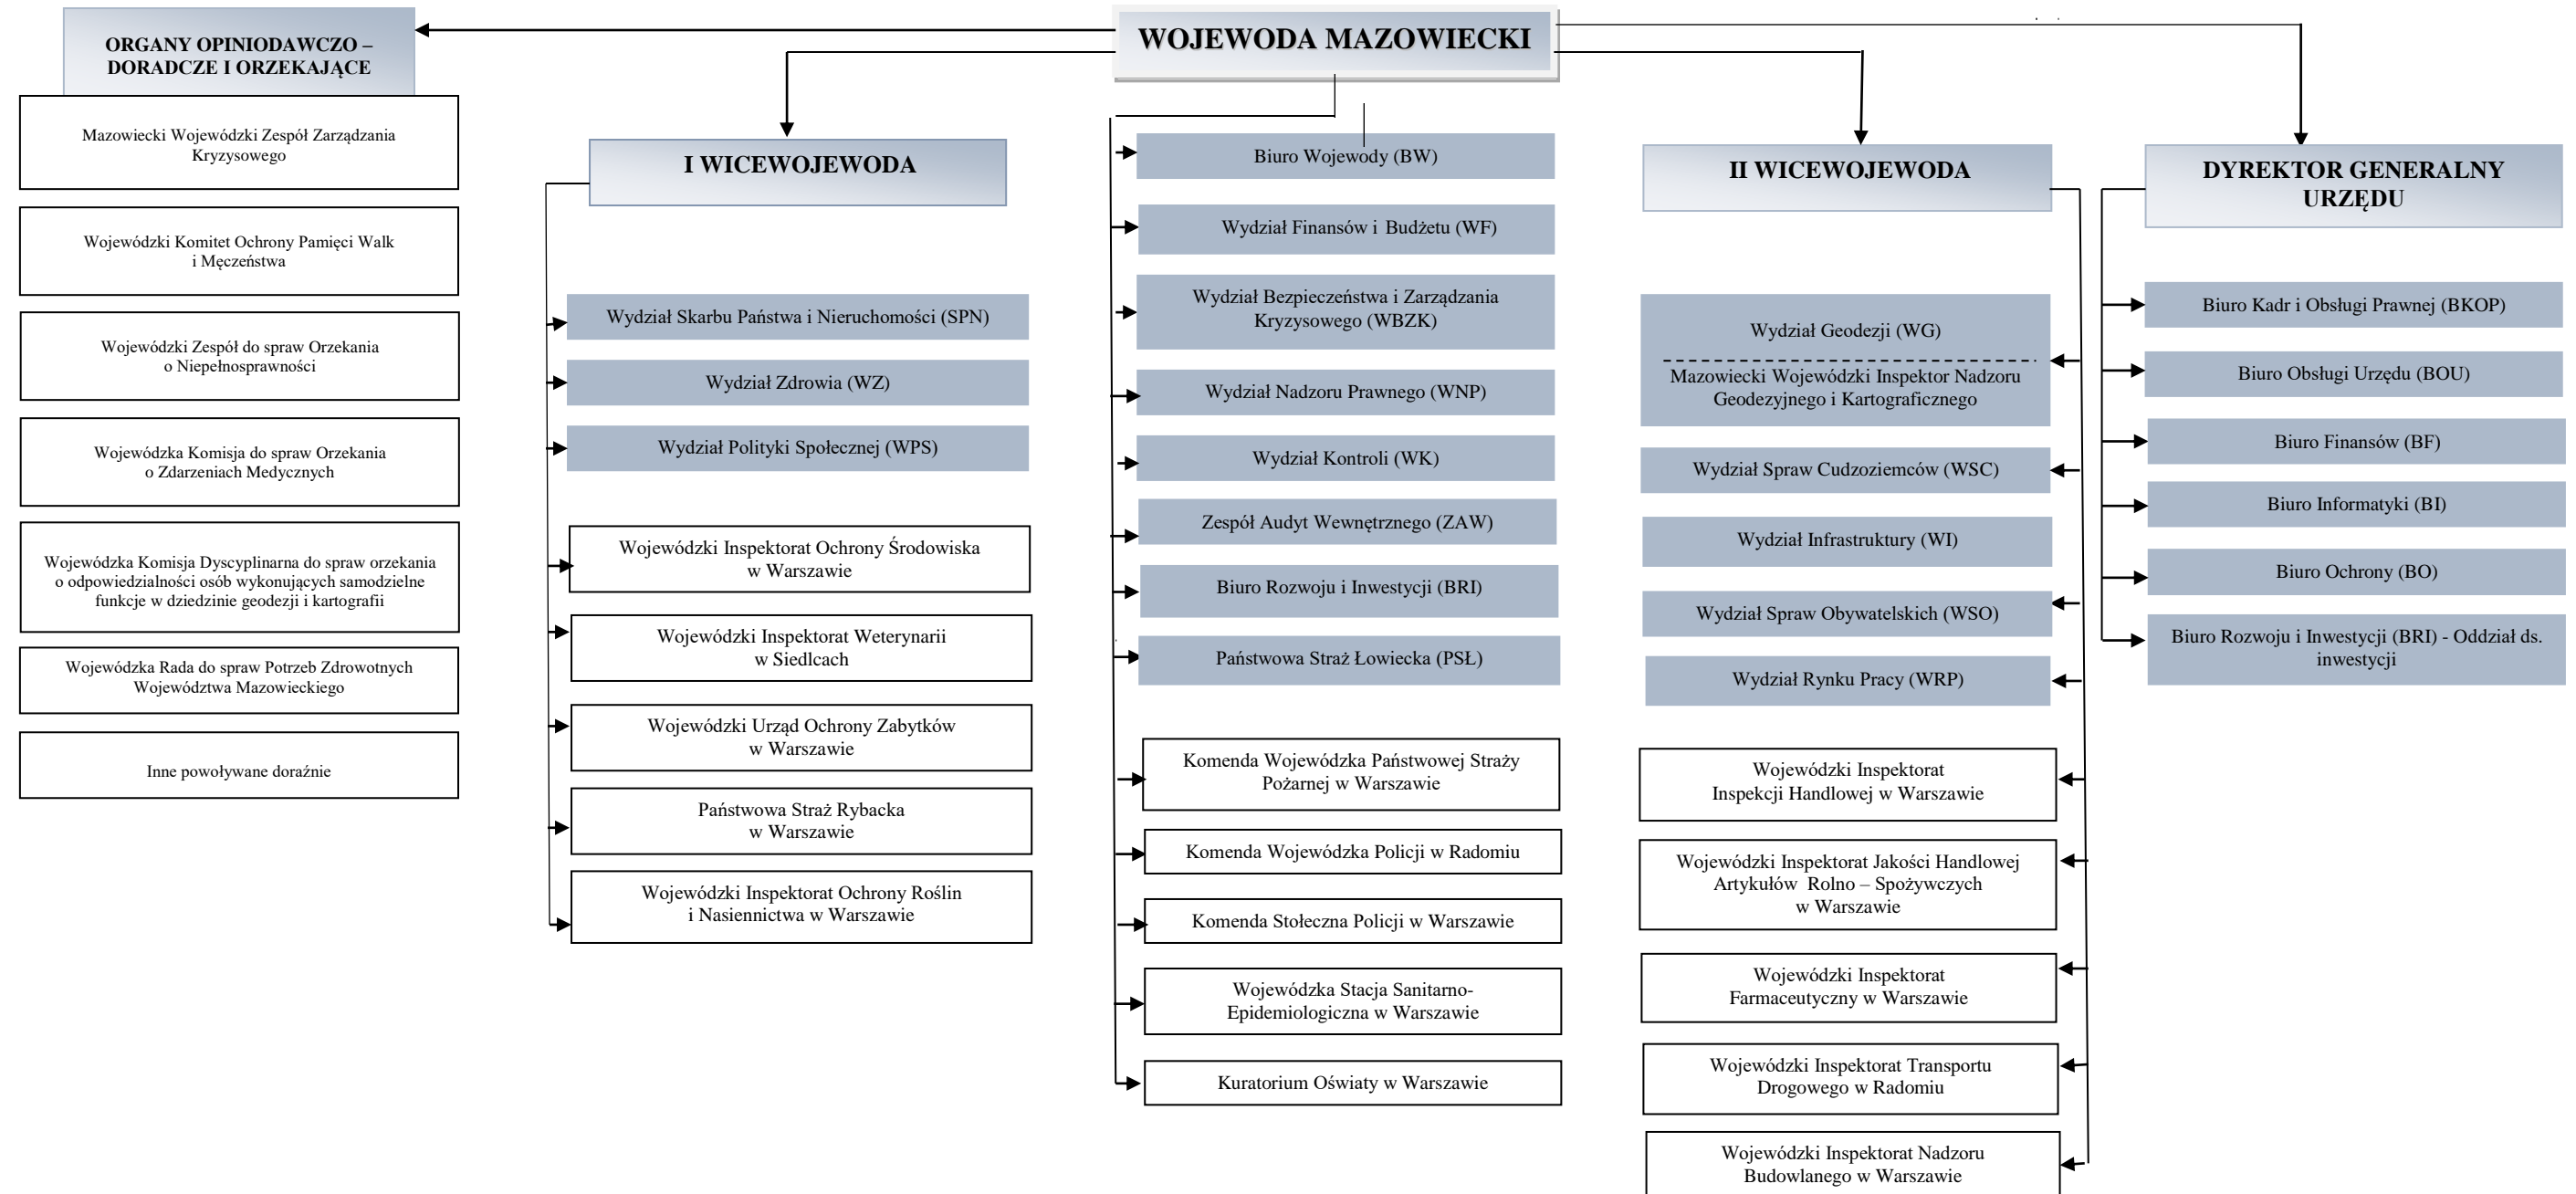 WOJEWODA MAZOWIECKI
ORGANY OPINIODAWCZO –
DORADCZE I ORZEKAJĄCE
Mazowiecki Wojewódzki Zespół Zarządzania
Kryzysowego
Wojewódzki Komitet Ochrony Pamięci Walk
i Męczeństwa
Wojewódzki Zespół do spraw Orzekania
o Niepełnosprawności
Wojewódzka Komisja do spraw Orzekania
o Zdarzeniach Medycznych
Wojewódzka Komisja Dyscyplinarna do spraw orzekania
o odpowiedzialności osób wykonujących samodzielne
funkcje w dziedzinie geodezji i kartografii
Wojewódzka Rada do spraw Potrzeb Zdrowotnych
Województwa Mazowieckiego
Inne powoływane doraźnie
I WICEWOJEWODA
Wydział Skarbu Państwa i Nieruchomości (SPN)
Wydział Zdrowia (WZ)
Wydział Polityki Społecznej (WPS)
Wojewódzki Inspektorat Ochrony Środowiska
w Warszawie
Wojewódzki Inspektorat Weterynarii
w Siedlcach
Wojewódzki Urząd Ochrony Zabytków
w Warszawie
Państwowa Straż Rybacka
w Warszawie
Wojewódzki Inspektorat Ochrony Roślin
i Nasiennictwa w Warszawie
Biuro Wojewody (BW)
Wydział Finansów i Budżetu (WF)
Wydział Bezpieczeństwa i Zarządzania
Kryzysowego (WBZK)
Wydział Nadzoru Prawnego (WNP)
Wydział Kontroli (WK)
Zespół Audyt Wewnętrznego (ZAW)
Biuro Rozwoju i Inwestycji (BRI)
Państwowa Straż Łowiecka (PSŁ)
Komenda Wojewódzka Państwowej Straży
Pożarnej w Warszawie
Komenda Wojewódzka Policji w Radomiu
Komenda Stołeczna Policji w Warszawie
Wojewódzka Stacja Sanitarno-
Epidemiologiczna w Warszawie
Kuratorium Oświaty w Warszawie
II WICEWOJEWODA
Wydział Geodezji (WG)
Mazowiecki Wojewódzki Inspektor Nadzoru
Geodezyjnego i Kartograficznego
Wydział Spraw Cudzoziemców (WSC)
Wydział Infrastruktury (WI)
Wydział Spraw Obywatelskich (WSO)
Wydział Rynku Pracy (WRP)
Wojewódzki Inspektorat
Inspekcji Handlowej w Warszawie
Wojewódzki Inspektorat Jakości Handlowej
Artykułów Rolno – Spożywczych
w Warszawie
Wojewódzki Inspektorat
Farmaceutyczny w Warszawie
Wojewódzki Inspektorat Transportu
Drogowego w Radomiu
Wojewódzki Inspektorat Nadzoru
Budowlanego w Warszawie
DYREKTOR GENERALNY
URZĘDU
Biuro Kadr i Obsługi Prawnej (BKOP)
Biuro Obsługi Urzędu (BOU)
Biuro Finansów (BF)
Biuro Informatyki (BI)
Biuro Ochrony (BO)
Biuro Rozwoju i Inwestycji (BRI) - Oddział ds.
inwestycji